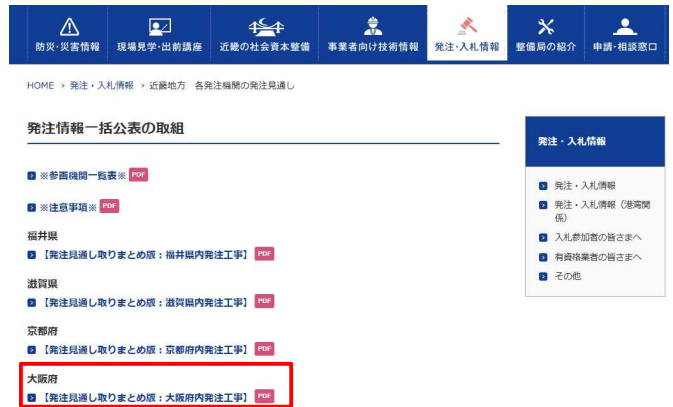 防災・災害情報
現場見学・出前講座
近畿の社会資本整備
事業者向け技術情報
発注・入札情報
整備局の紹介
申請・相談窓口
HOME › 発注・入札情報 › 近畿地方 各発注機関の発注見通し
発注情報一括公表の取組
※参画機関一覧表※ PDF
※注意事項※ PDF
福井県
【発注見通し取りまとめ版：福井県内発注工事】 PDF
滋賀県
【発注見通し取りまとめ版：滋賀県内発注工事】 PDF
京都府
【発注見通し取りまとめ版：京都府内発注工事】 PDF
大阪府
【発注見通し取りまとめ版：大阪府内発注工事】 PDF
発注・入札情報
発注・入札情報
発注・入札情報（港湾関
係）
入札参加者の皆さまへ
有資格業者の皆さまへ
その他